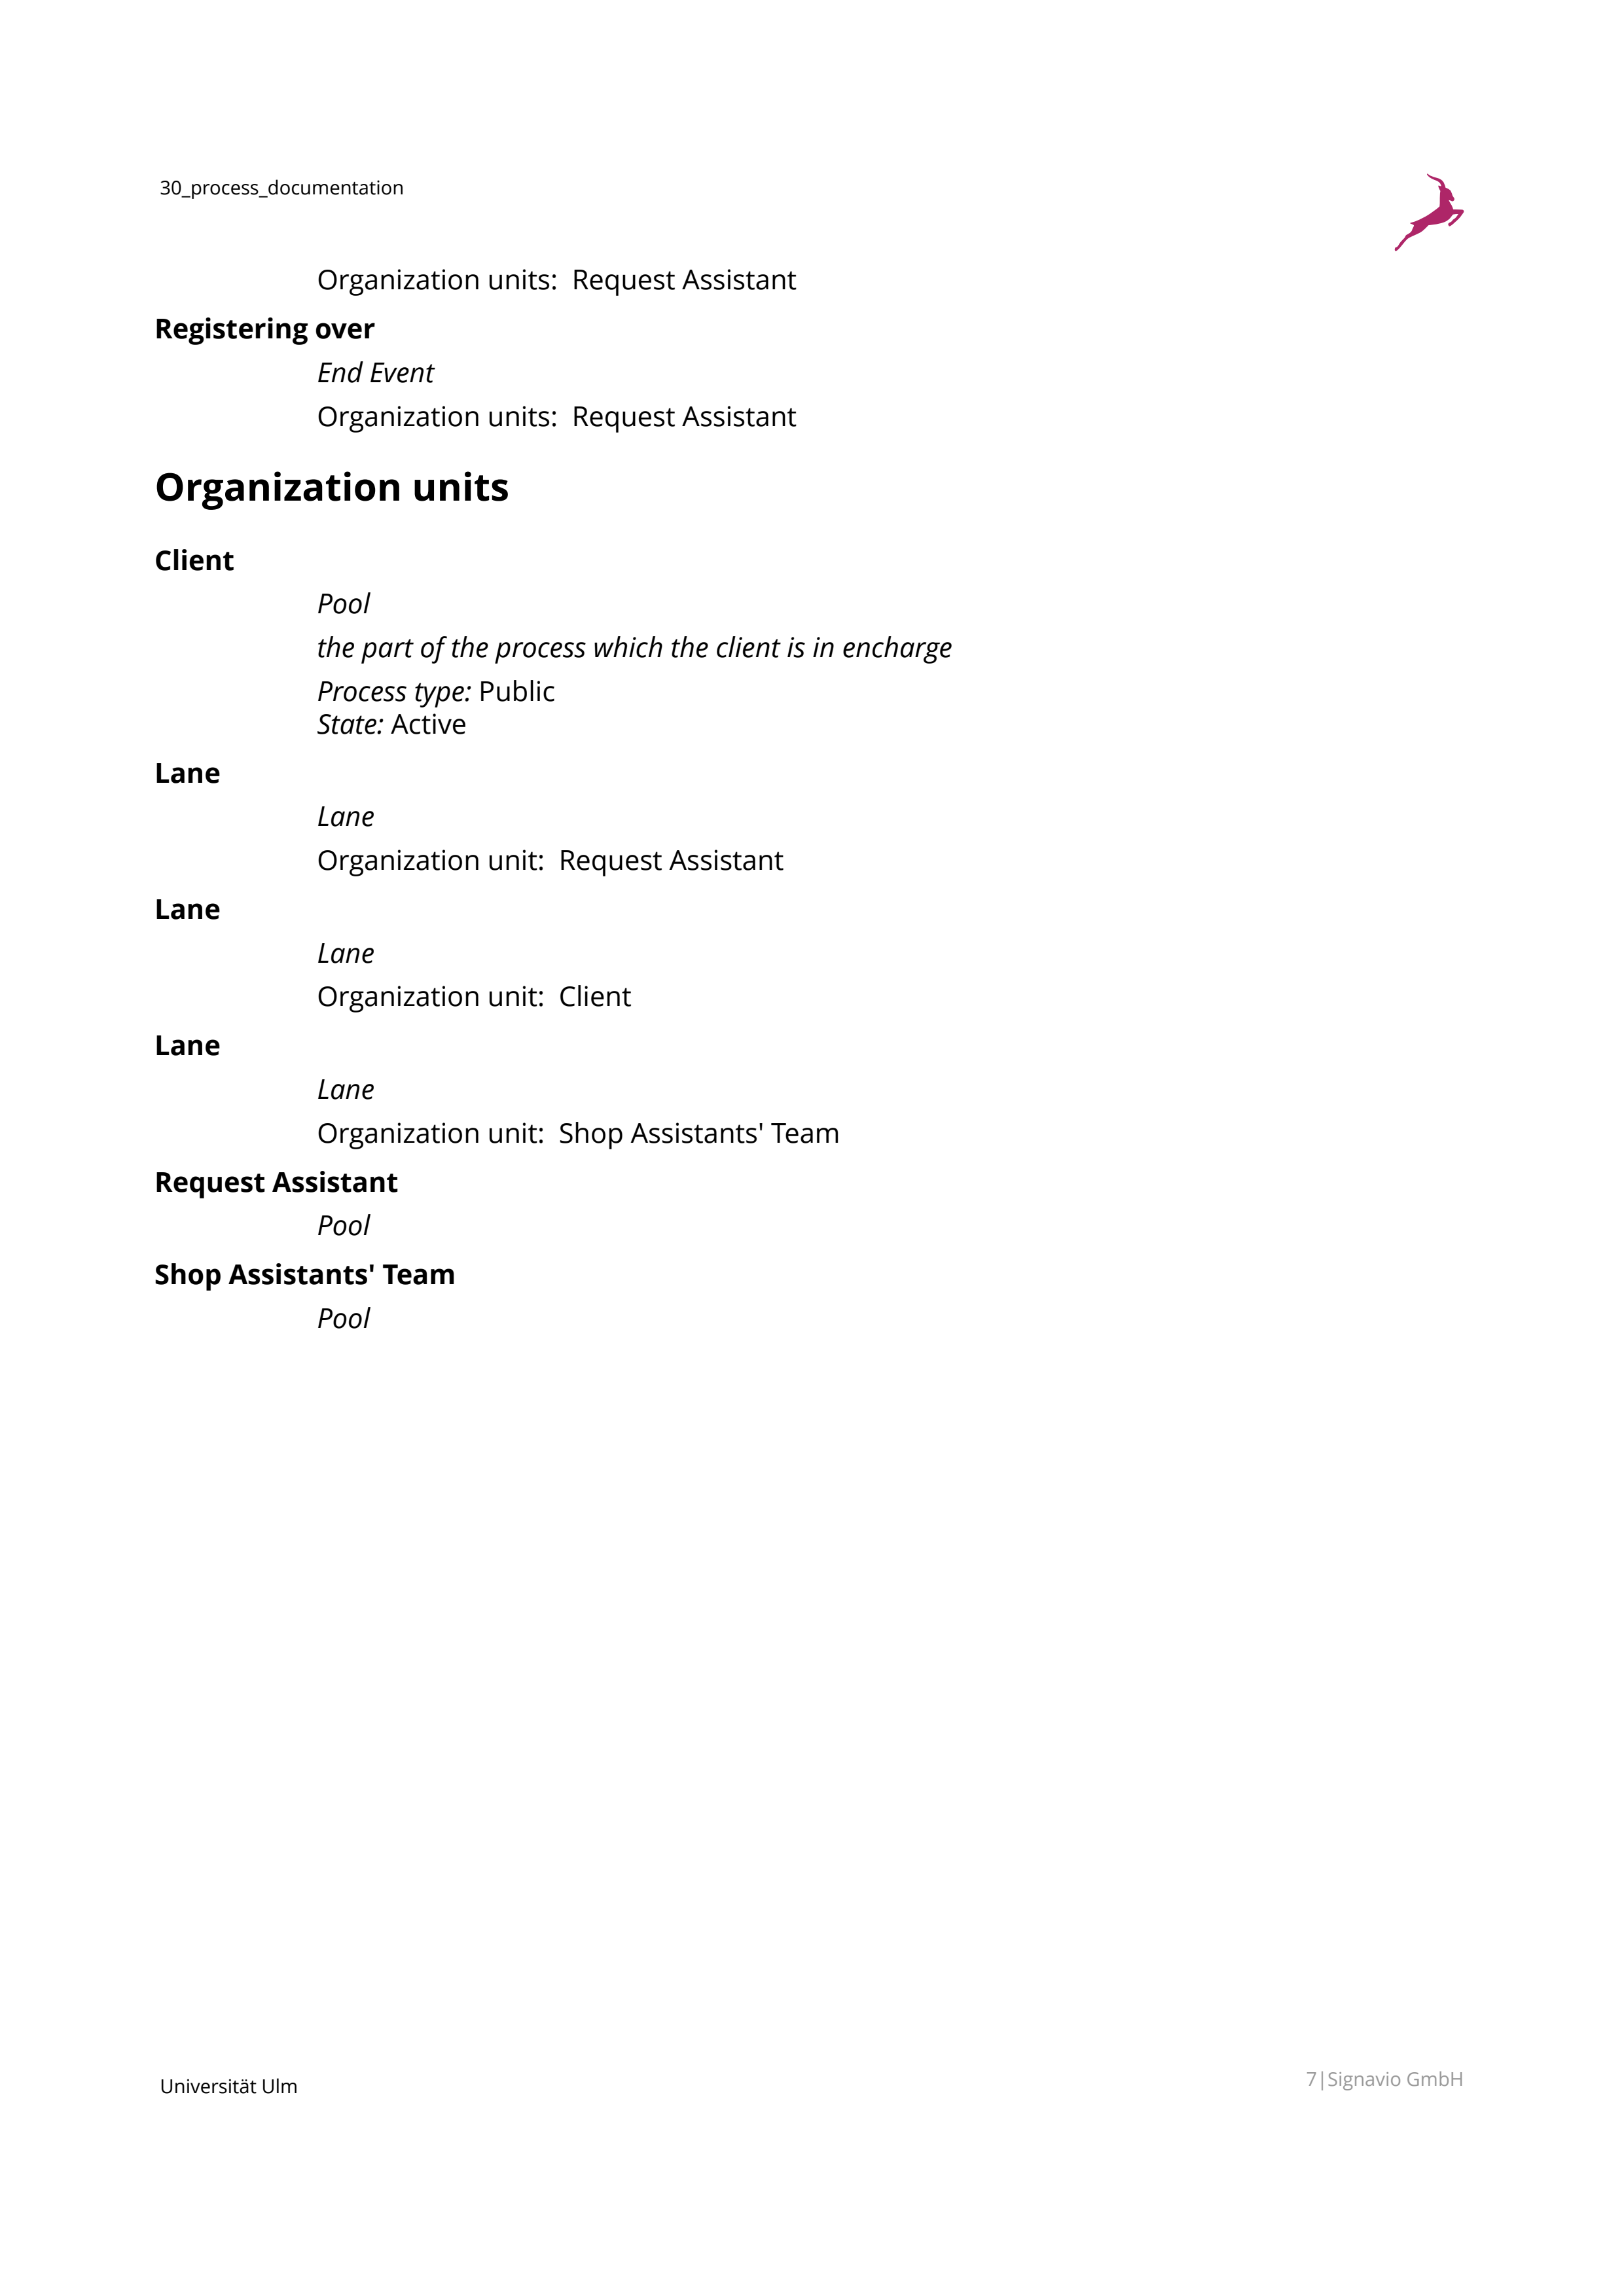 30_process_documentation
Organization units:  Request Assistant
Registering over
End Event
Organization units:  Request Assistant
Organization units
Client
Pool
the part of the process which the client is in encharge
Process type: Public
State: Active
Lane
Lane
Organization unit:  Request Assistant
Lane
Lane
Organization unit:  Client
Lane
Lane
Organization unit:  Shop Assistants' Team
Request Assistant
Pool
Shop Assistants' Team
Pool
Universität Ulm
7|Signavio GmbH